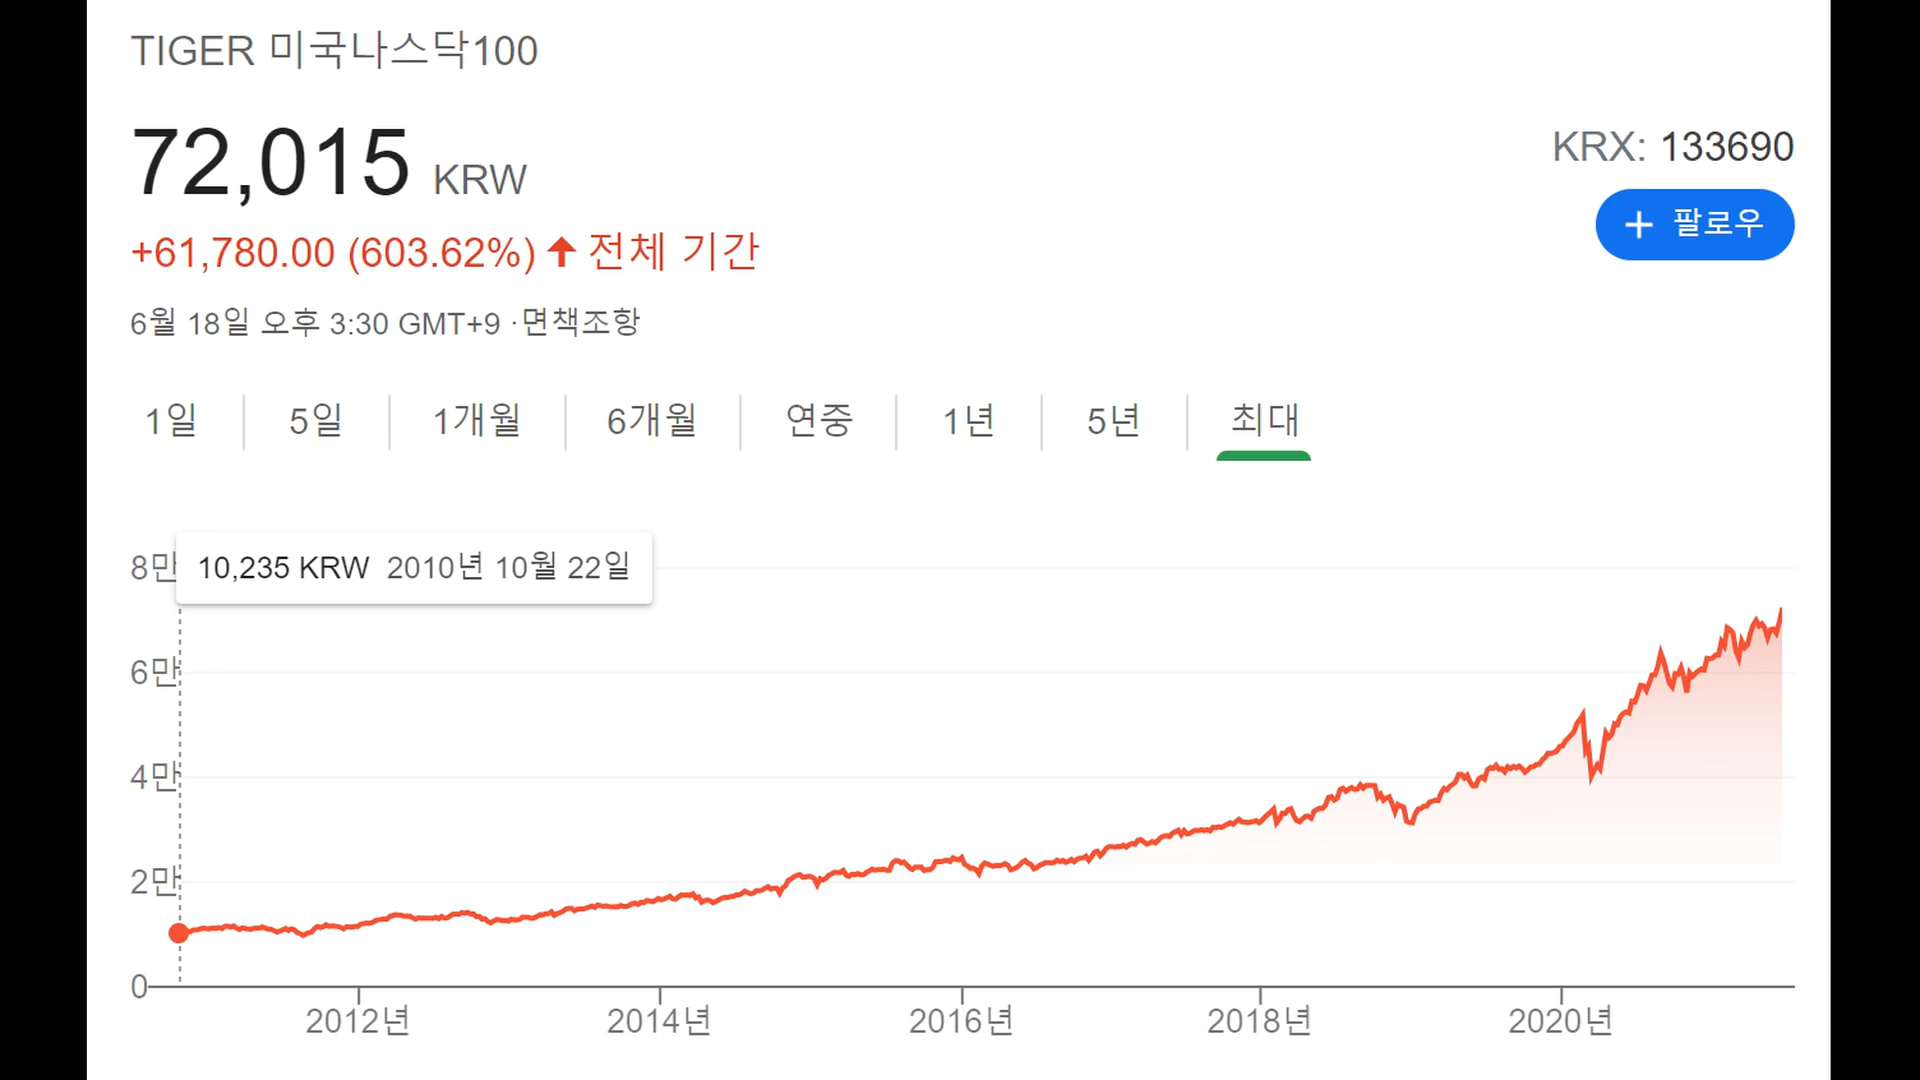 TIGER 미국나스닥100
72,015 KRW
KRX: 133690
+ 팔로우
+61,780.00 (603.62%) ↑ 전체 기간
6월 18일 오후 3:30 GMT+9 ·면책조항
1일 5일 1개월 6개월 연중 1년 5년 최대
10,235 KRW 2010년 10월 22일
8만
6만
4만
2만
0
2012년 2014년 2016년 2018년 2020년